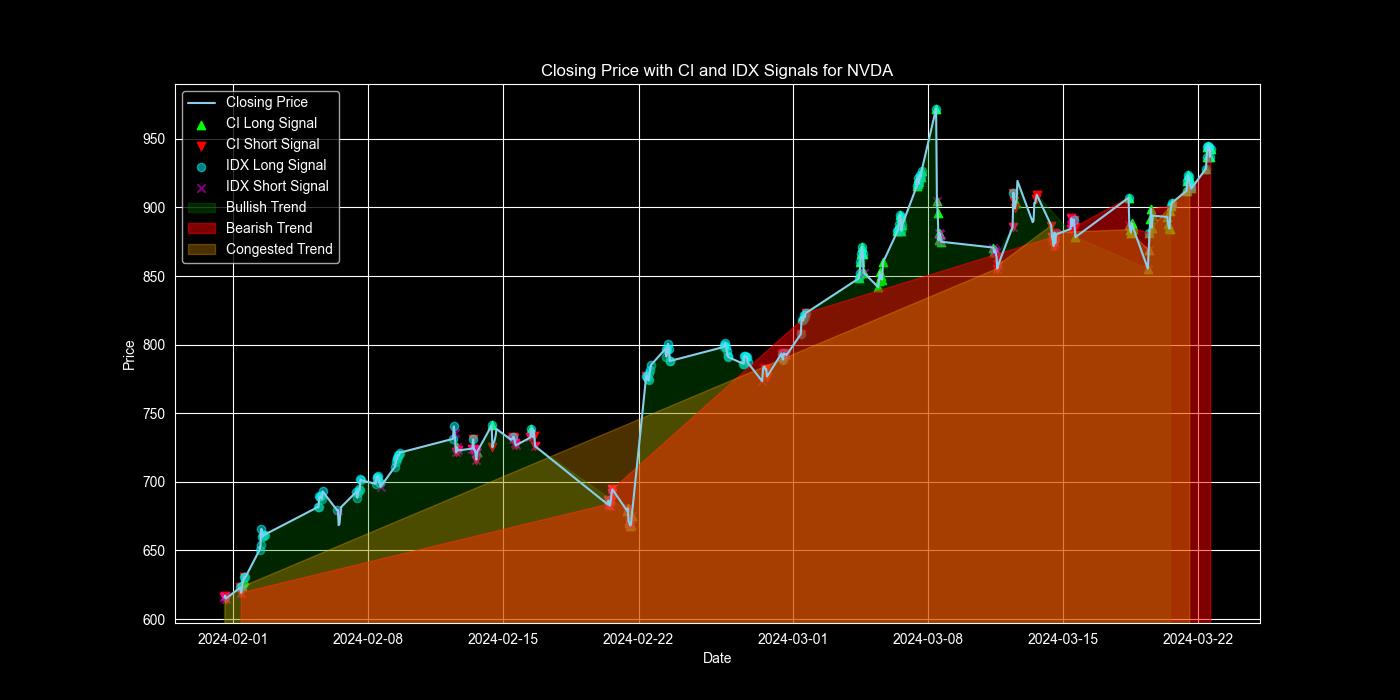 Closing Price with CI and IDX Signals for NVDA
Closing Price
CI Long Signal
CI Short Signal
IDX Long Signal
IDX Short Signal
Bullish Trend
Bearish Trend
Congested Trend
Price
950
900
850
800
750
700
650
600
2024-02-01 2024-02-08 2024-02-15 2024-02-22 2024-03-01 2024-03-08 2024-03-15 2024-03-22
Date